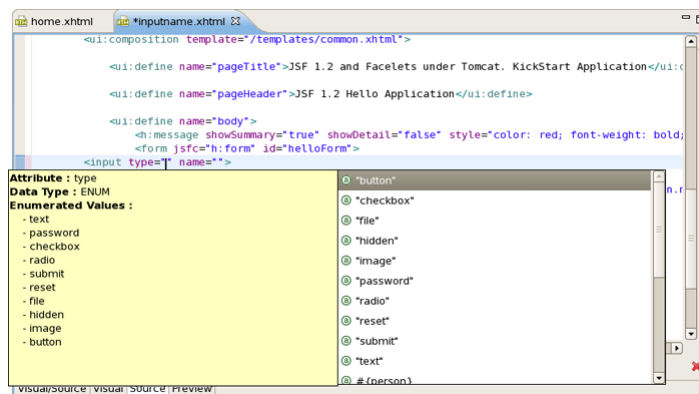 home.xhtml
*inputname.xhtml
<ui:composition template="/templates/common.xhtml">
<ui:define name="pageTitle">JSF 1.2 and Facelets under Tomcat. KickStart Application</ui:
<ui:define name="pageHeader">JSF 1.2 Hello Application</ui:define>
<ui:define name="body">
<h:message showSummary="true" showDetail="false" style="color: red; font-weight: bold;
<form jsfc="h:form" id="helloForm">
<input type="" name="">
Attribute : type
Data Type : ENUM
Enumerated Values :
- text
- password
- checkbox
- radio
- submit
- reset
- file
- hidden
- image
- button
"button"
"checkbox"
"file"
"hidden"
"image"
"password"
"radio"
"reset"
"submit"
"text"
#{person}
Visual/Source Visual Source Preview